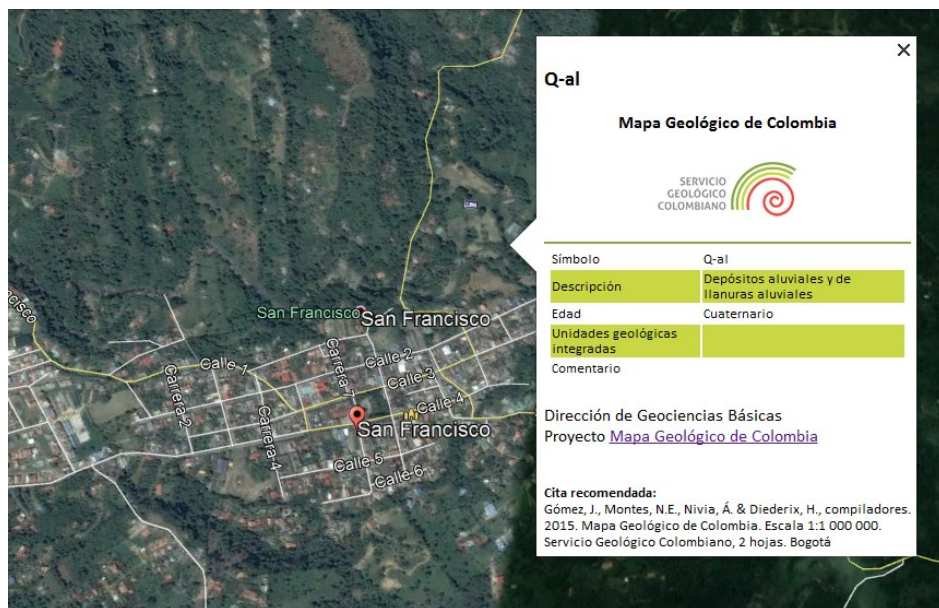 Q-al
Mapa Geológico de Colombia
SERVICIO
GEOLÓGICO
COLOMBIANO
Símbolo Q-al
Descripción Depósitos aluviales y de
llanuras aluviales
Edad Cuaternario
Unidades geológicas
integradas
Comentario
Dirección de Geociencias Básicas
Proyecto Mapa Geológico de Colombia
Cita recomendada:
Gómez, J., Montes, N.E., Nivia, Á. & Diederix, H., compiladores.
2015. Mapa Geológico de Colombia. Escala 1:1 000 000.
Servicio Geológico Colombiano, 2 hojas. Bogotá
San Francisco
San Francisco
Calle 1
Calle 2
Carrera 7
Calle 3
Carrera 2
Calle 4
San Francisco
Carrera 4
Calle 5
Calle 6